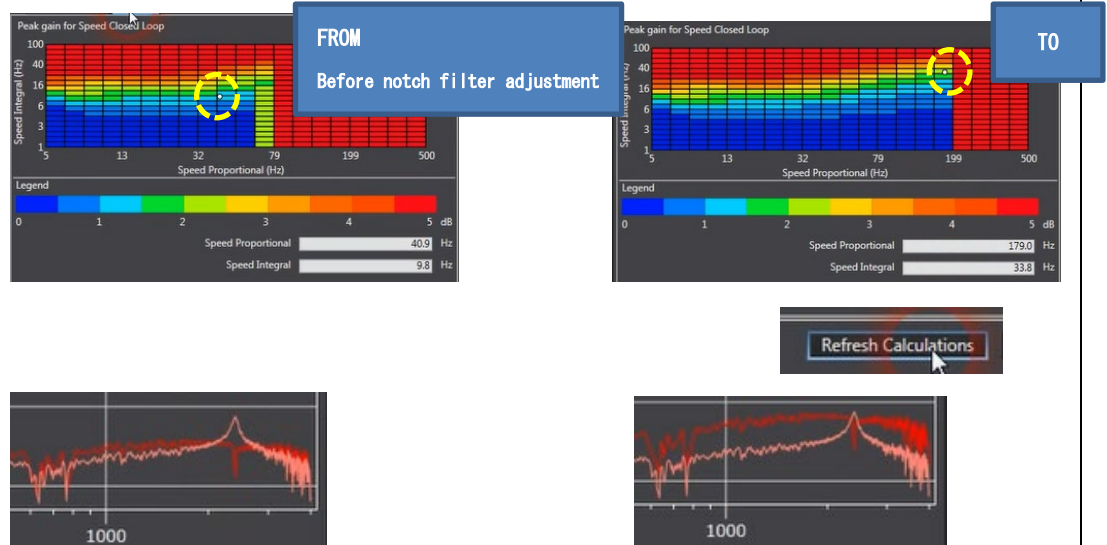 Peak gain for Speed Closed Loop
FROM
Before notch filter adjustment
100
40
16
6
3
1
Speed Integral (Hz)
5 13 32 79 199 500
Speed Proportional (Hz)
Legend
0 1 2 3 4 5 dB
Speed Proportional 40.9 Hz
Speed Integral 9.8 Hz
Peak gain for Speed Closed Loop
TO
100
40
16
6
3
1
Speed Integral (Hz)
5 13 32 79 199 500
Speed Proportional (Hz)
Legend
0 1 2 3 4 5 dB
Speed Proportional 179.0 Hz
Speed Integral 33.8 Hz
Refresh Calculations
1000
1000